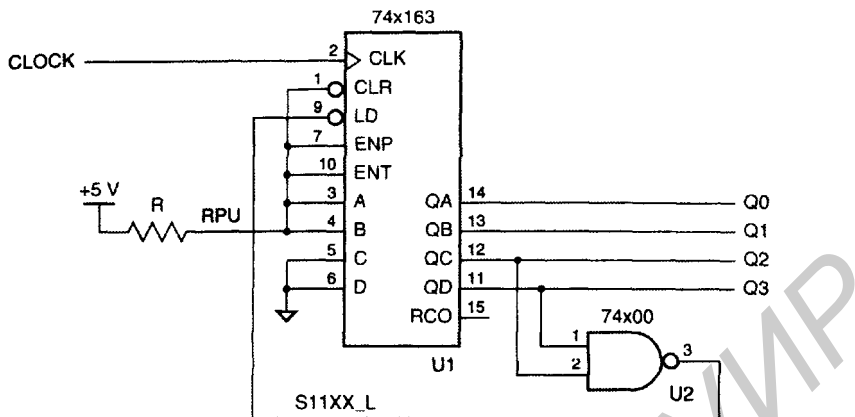 74x163
CLOCK
2
CLK
1
CLR
9
LD
7
ENP
10
ENT
+5 V
R
RPU
3
A
QA
14
Q0
4
B
QB
13
Q1
5
C
QC
12
Q2
6
D
QD
11
Q3
RCO
15
74x00
1
2
3
U1
U2
S11XX_L
УИР